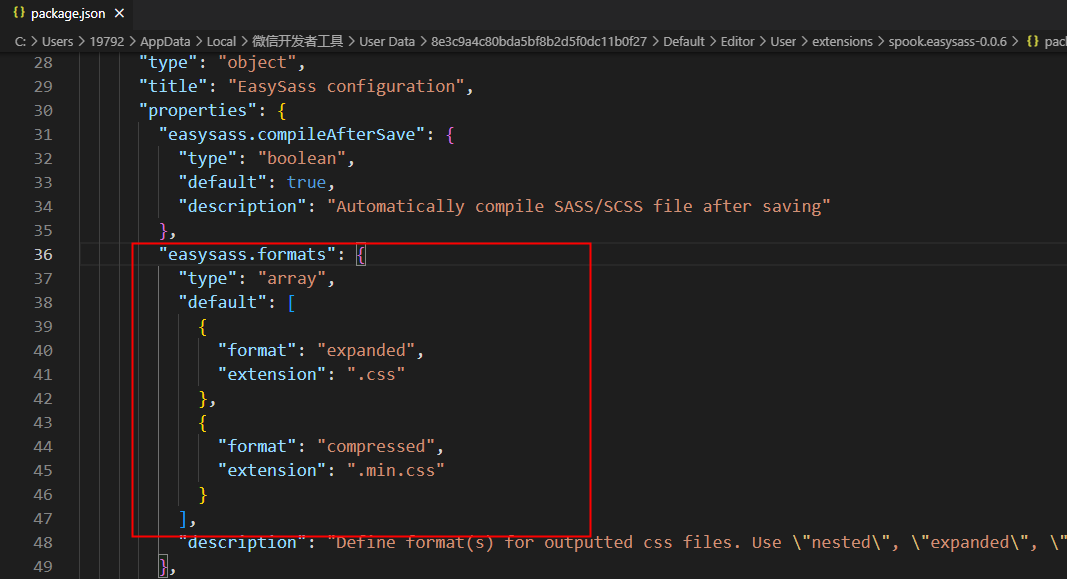 package.json
C: > Users > 19792 > AppData > Local > 微信开发者工具 > User Data > 8e3c9a4c80bda5bf8b2d5f0dc11b0f27 > Default > Editor > User > extensions > spook.easysass-0.0.6 > {} pac
28 "type": "object",
29 "title": "EasySass configuration",
30 "properties": {
31 "easysass.compileAfterSave": {
32 "type": "boolean",
33 "default": true,
34 "description": "Automatically compile SASS/SCSS file after saving"
35 },
36 "easysass.formats": {
37 "type": "array",
38 "default": [
39 {
40 "format": "expanded",
41 "extension": ".css"
42 },
43 {
44 "format": "compressed",
45 "extension": ".min.css"
46 }
47 ],
48 "description": "Define format(s) for outputted css files. Use \"nested\", \"expanded\", \"
49 },